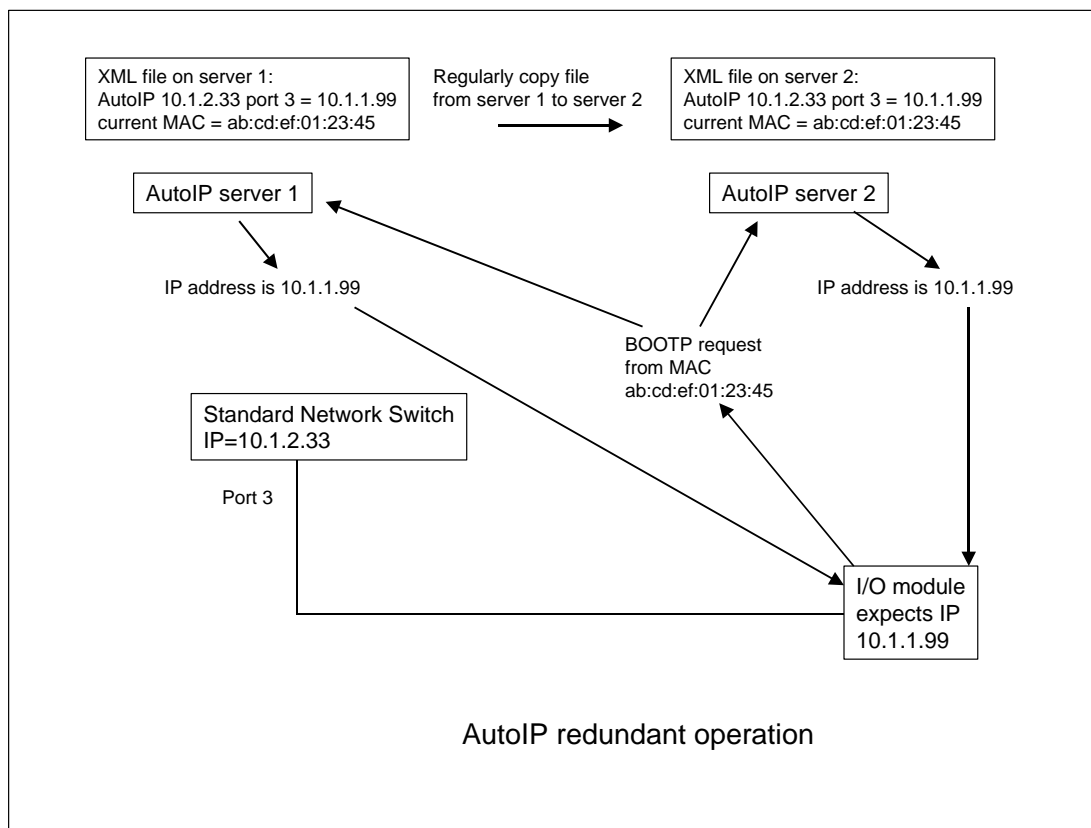 XML file on server 1:
AutoIP 10.1.2.33 port 3 = 10.1.1.99
current MAC = ab:cd:ef:01:23:45
Regularly copy file
from server 1 to server 2
XML file on server 2:
AutoIP 10.1.2.33 port 3 = 10.1.1.99
current MAC = ab:cd:ef:01:23:45
AutoIP server 1
AutoIP server 2
IP address is 10.1.1.99
IP address is 10.1.1.99
BOOTP request
from MAC
ab:cd:ef:01:23:45
Standard Network Switch
IP=10.1.2.33
Port 3
I/O module
expects IP
10.1.1.99
AutoIP redundant operation